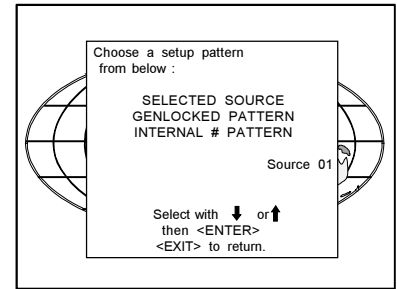 Choose a setup pattern
from below :
SELECTED SOURCE
GENLOCKED PATTERN
INTERNAL # PATTERN
Source 01
Select with ⬇ or ⬆
then <ENTER>
<EXIT> to return.